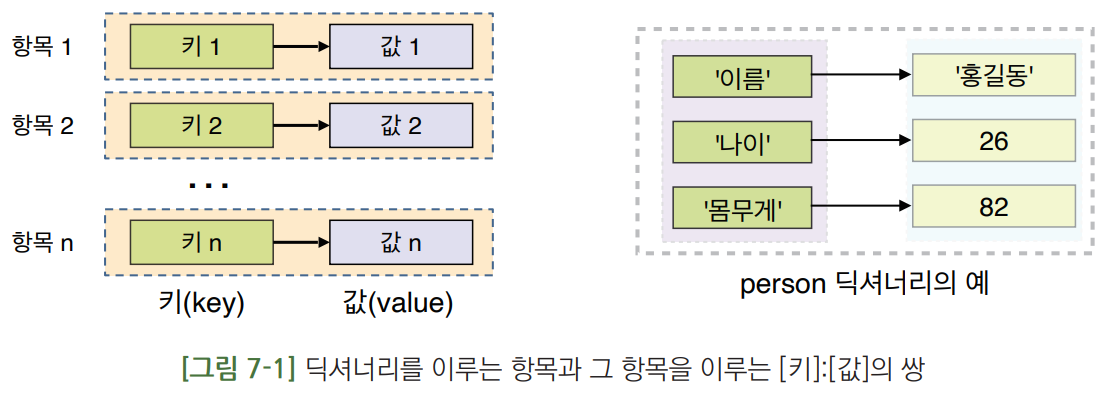 항목 1 키 1 값 1
항목 2 키 2 값 2
...
항목 n 키 n 값 n
키(key) 값(value)
'이름' '홍길동'
'나이' 26
'몸무게' 82
person 딕셔너리의 예
[그림 7-1] 딕셔너리를 이루는 항목과 그 항목을 이루는 [키]:[값]의 쌍